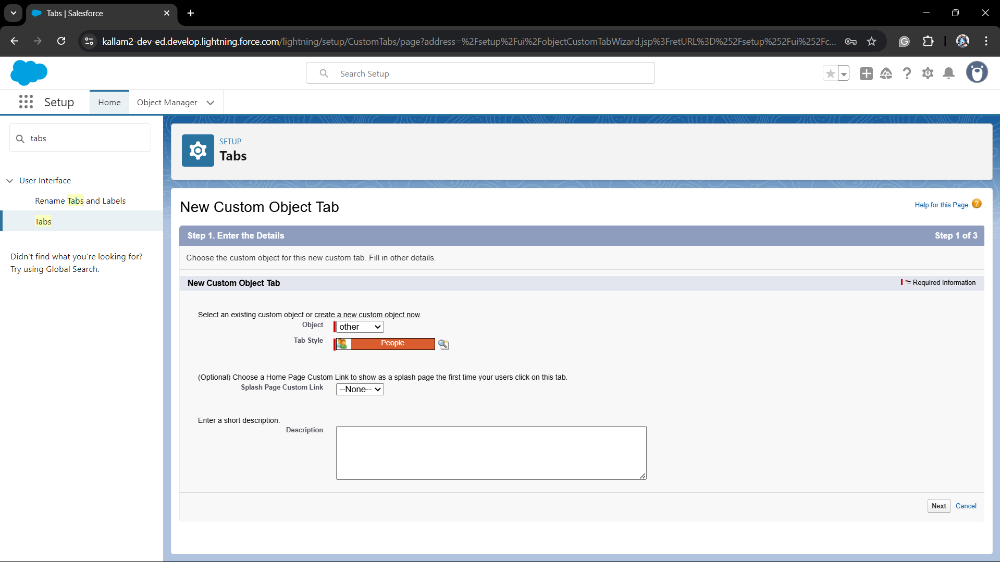 Tabs | Salesforce
kallam2-dev-ed.develop.lightning.force.com/lightning/setup/CustomTabs/page?address=%2Fsetup%2Fui%2FobjectCustomTabWizard.jsp%3FretURL%3D%252Fsetup%252Fui%252Fc...
Search Setup
Setup
Home
Object Manager
tabs
User Interface
Rename Tabs and Labels
Tabs
Didn't find what you're looking for?
Try using Global Search.
SETUP
Tabs
New Custom Object Tab
Help for this Page
Step 1. Enter the Details
Step 1 of 3
Choose the custom object for this new custom tab. Fill in other details.
New Custom Object Tab
*= Required Information
Select an existing custom object or create a new custom object now.
Object
other
Tab Style
People
(Optional) Choose a Home Page Custom Link to show as a splash page the first time your users click on this tab.
Splash Page Custom Link
--None--
Enter a short description.
Description
Next
Cancel